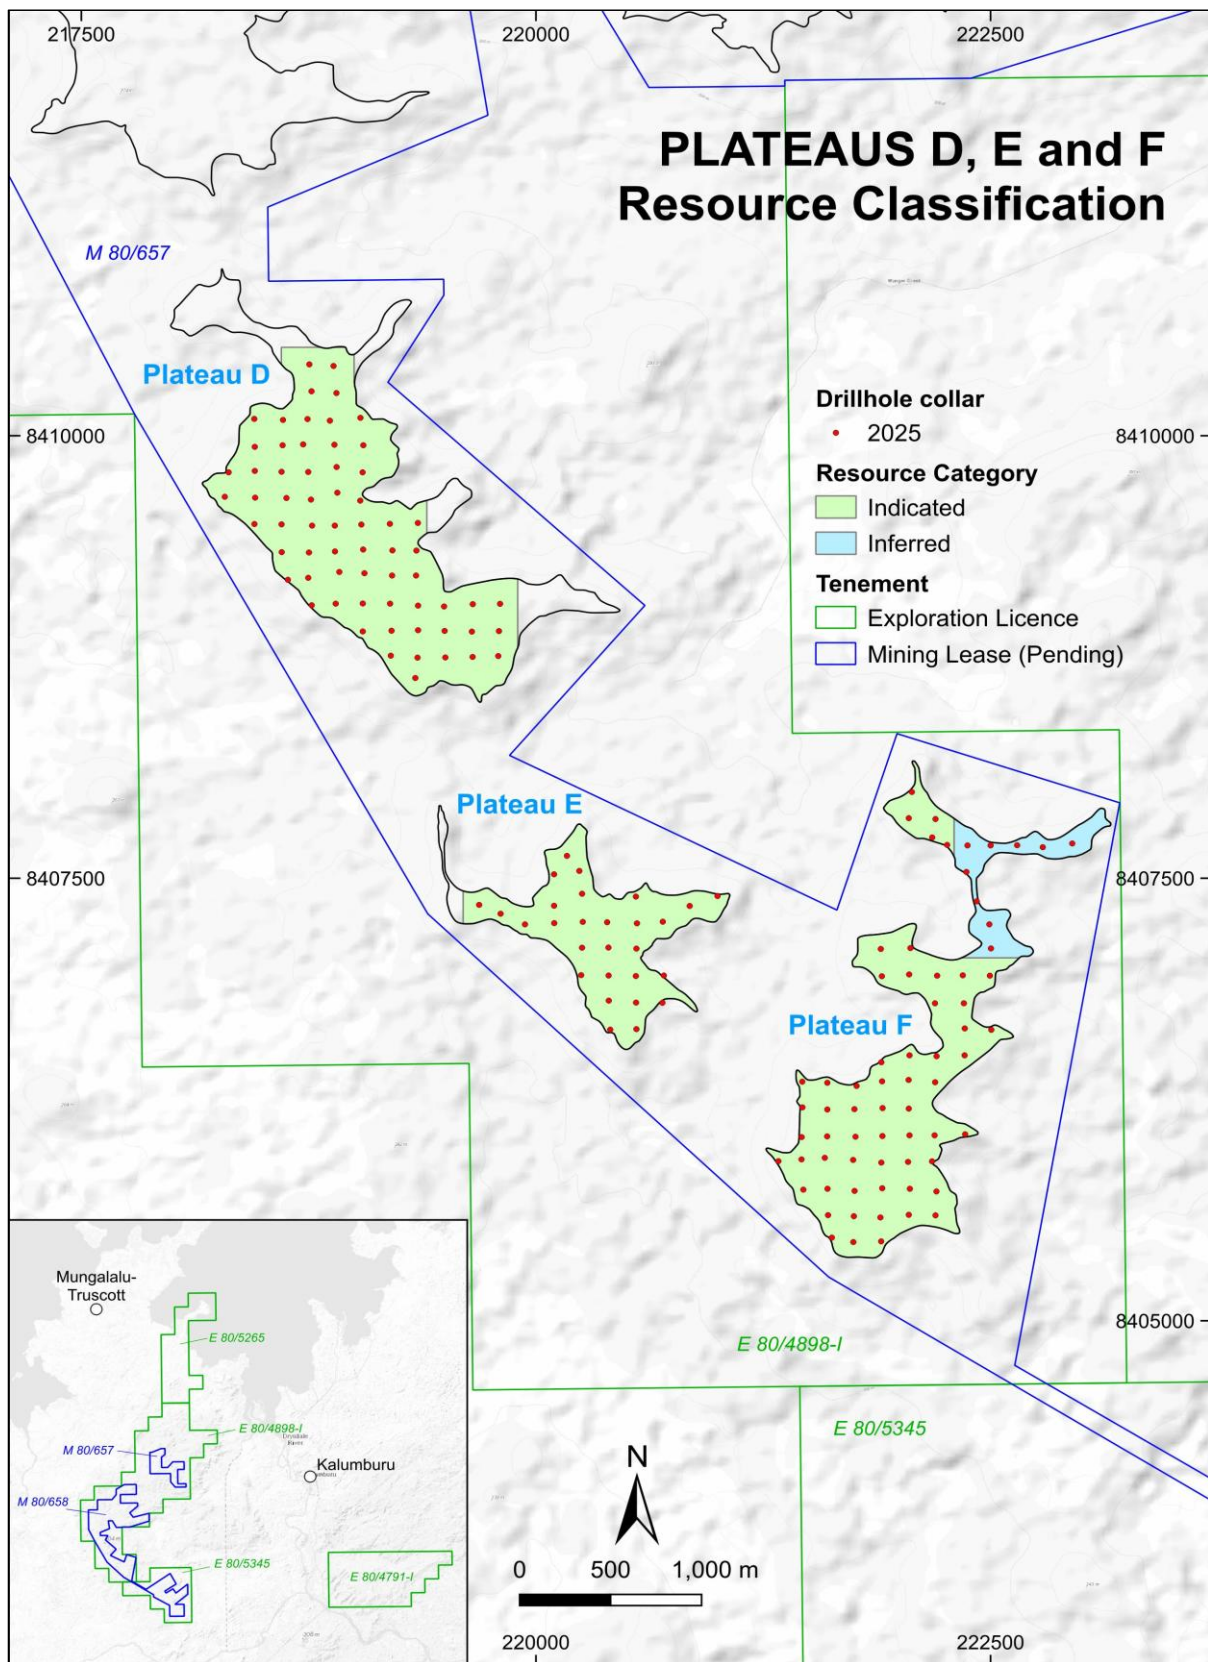 217500
220000
222500
PLATEAUS D, E and F
Resource Classification
M 80/657
Plateau D
Drillhole collar
2025
8410000
8410000
Resource Category
Indicated
Inferred
Tenement
Exploration Licence
Mining Lease (Pending)
Plateau E
8407500
8407500
Plateau F
8405000
E 80/4898-I
E 80/5345
Mungalalu-
Truscott
E 80/5265
E 80/4898-I
M 80/657
Kalumburu
M 80/658
E 80/5345
E 80/4791-I
N
0 500 1,000 m
220000
222500